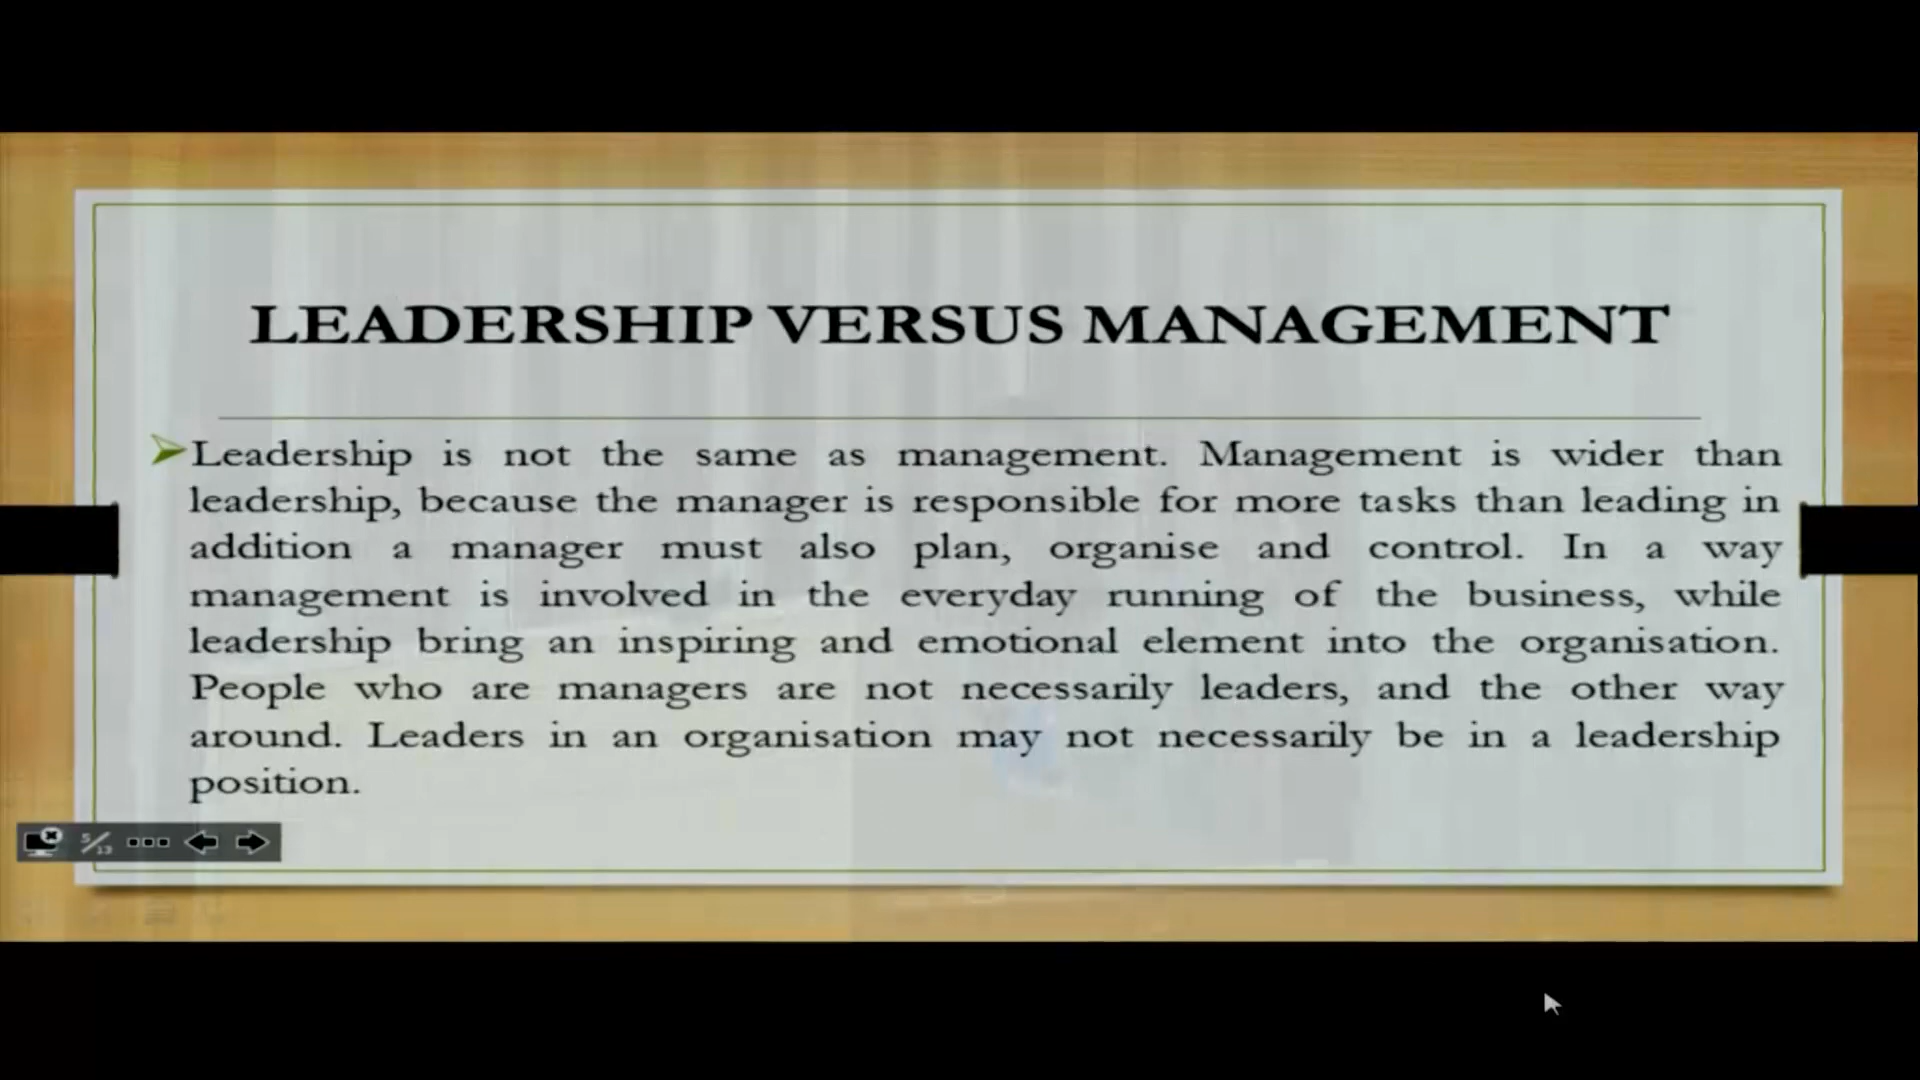 LEADERSHIP VERSUS MANAGEMENT
Leadership is not the same as management. Management is wider than
leadership, because the manager is responsible for more tasks than leading in
addition a manager must also plan, organise and control. In a way
management is involved in the everyday running of the business, while
leadership bring an inspiring and emotional element into the organisation.
People who are managers are not necessarily leaders, and the other way
around. Leaders in an organisation may not necessarily be in a leadership
position.
5/13